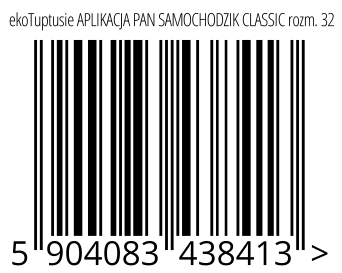 ekoTuptusie APLIKACJA PAN SAMOCHODZIK CLASSIC rozm. 32
5 904083 438413 >